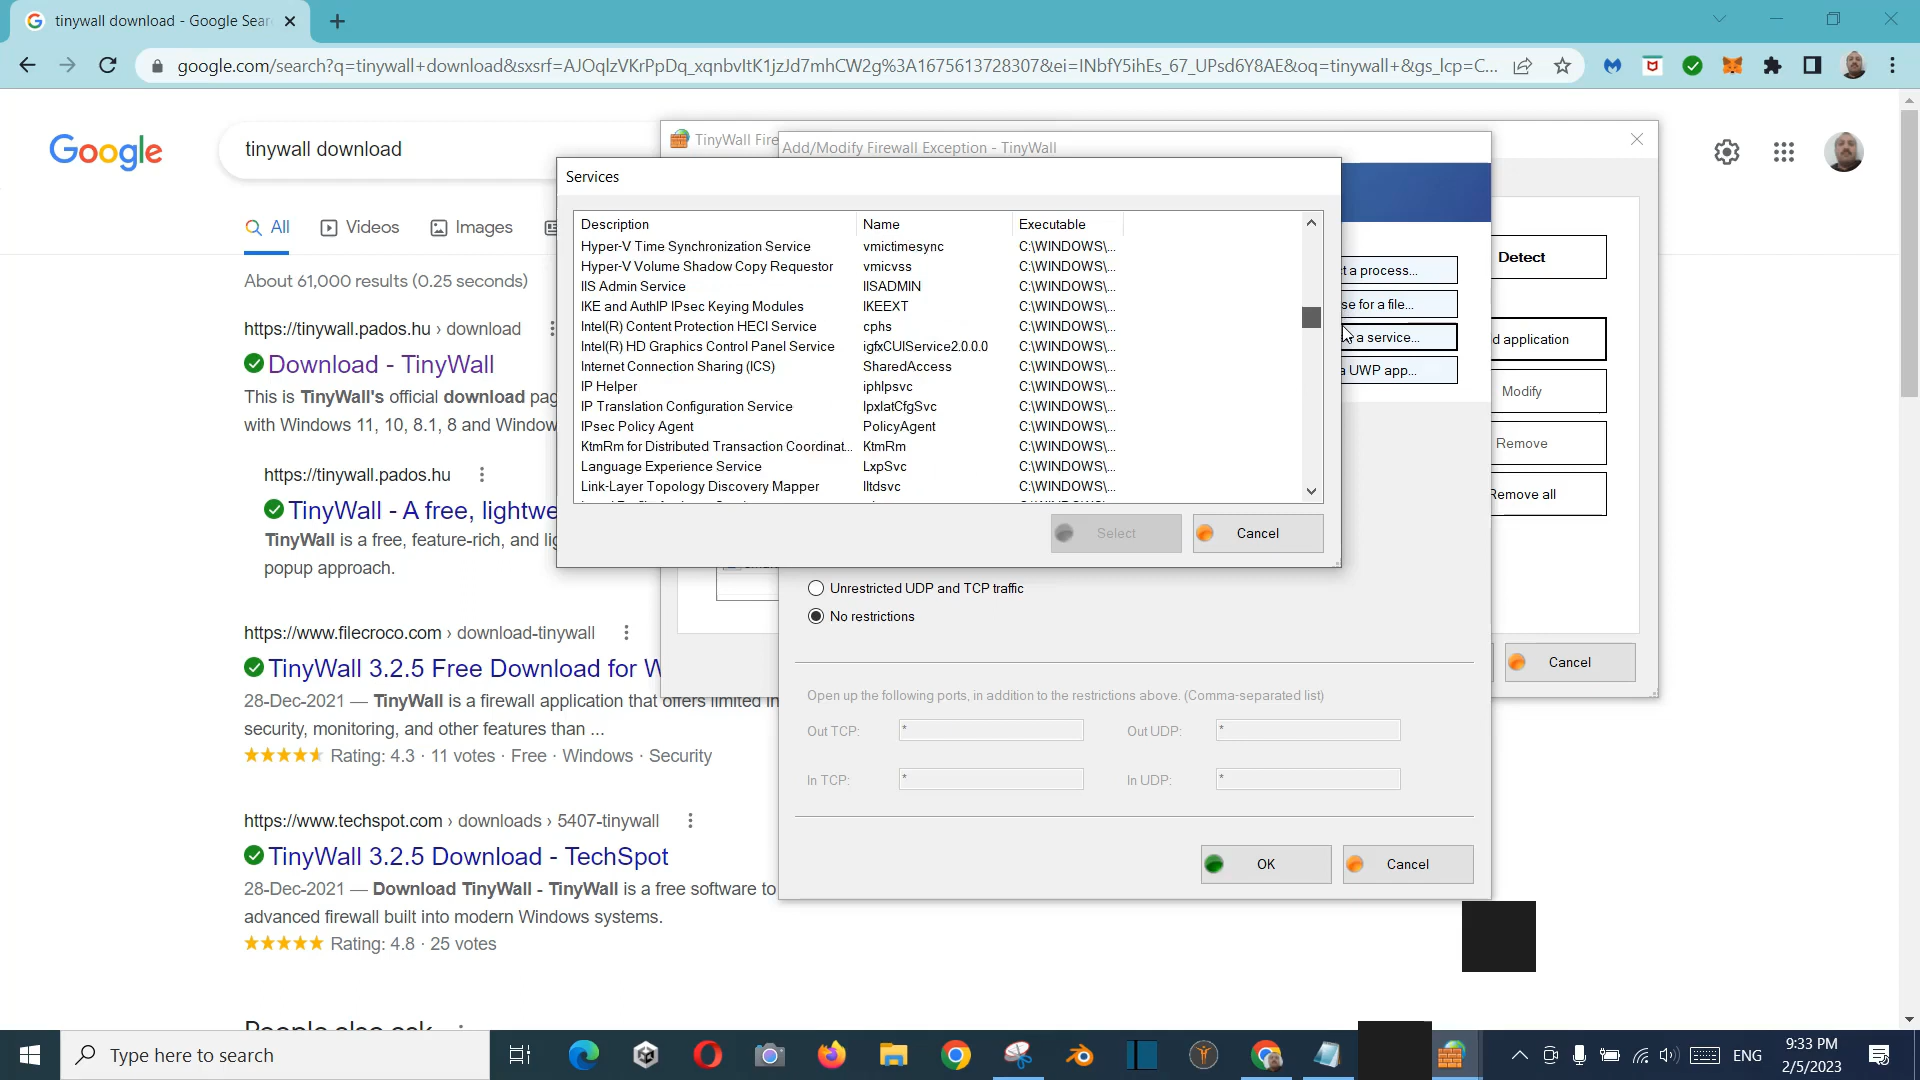 tinywall download - Google Sear
google.com/search?q=tinywall+download&sxsrf=AJOqlzVKrPpDq_xqnbvItK1jzJd7mhCW2g%3A1675613728307&ei=INbfY5ihEs_67_UPsd6Y8AE&oq=tinywall+&gs_lcp=C...
Google
tinywall download
All
Videos
Images
About 61,000 results (0.25 seconds)
https://tinywall.pados.hu › download
Download - TinyWall
This is TinyWall's official download pag
with Windows 11, 10, 8.1, 8 and Window
https://tinywall.pados.hu
TinyWall - A free, lightwe
TinyWall is a free, feature-rich, and lig
popup approach.
https://www.filecroco.com › download-tinywall
TinyWall 3.2.5 Free Download for W
28-Dec-2021 — TinyWall is a firewall application that offers limited in
security, monitoring, and other features than ...
Rating: 4.3 · 11 votes · Free · Windows · Security
https://www.techspot.com › downloads › 5407-tinywall
TinyWall 3.2.5 Download - TechSpot
28-Dec-2021 — Download TinyWall - TinyWall is a free software to
advanced firewall built into modern Windows systems.
Rating: 4.8 · 25 votes
People also ask
TinyWall Fire
Add/Modify Firewall Exception - TinyWall
Services
Description Name Executable
Hyper-V Time Synchronization Service vmictimesync C:\WINDOWS\...
Hyper-V Volume Shadow Copy Requestor vmicvss C:\WINDOWS\...
IIS Admin Service IISADMIN C:\WINDOWS\...
IKE and AuthIP IPsec Keying Modules IKEEXT C:\WINDOWS\...
Intel(R) Content Protection HECI Service cphs C:\WINDOWS\...
Intel(R) HD Graphics Control Panel Service igfxCUIService2.0.0.0 C:\WINDOWS\...
Internet Connection Sharing (ICS) SharedAccess C:\WINDOWS\...
IP Helper iphlpsvc C:\WINDOWS\...
IP Translation Configuration Service IpxlatCfgSvc C:\WINDOWS\...
IPsec Policy Agent PolicyAgent C:\WINDOWS\...
KtmRm for Distributed Transaction Coordinat... KtmRm C:\WINDOWS\...
Language Experience Service LxpSvc C:\WINDOWS\...
Link-Layer Topology Discovery Mapper lltdsvc C:\WINDOWS\...
Select
Cancel
t a process...
se for a file...
a service...
a UWP app...
Detect
d application
Modify
Remove
Remove all
Cancel
Unrestricted UDP and TCP traffic
No restrictions
Open up the following ports, in addition to the restrictions above. (Comma-separated list)
Out TCP: * Out UDP: *
In TCP: * In UDP: *
OK
Cancel
Type here to search
ENG
9:33 PM
2/5/2023